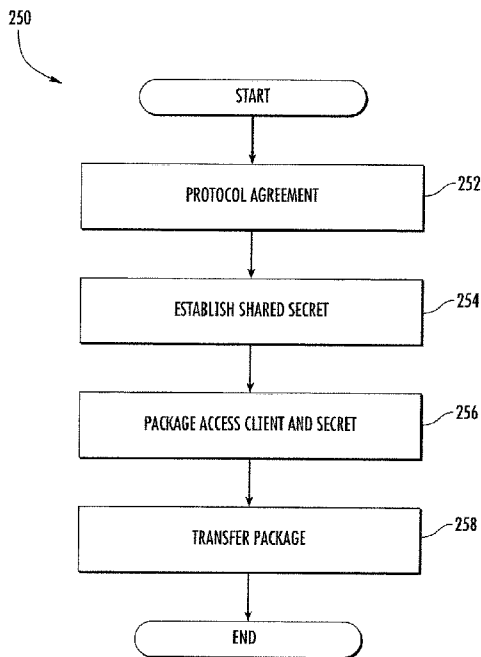 250
START
PROTOCOL AGREEMENT
252
ESTABLISH SHARED SECRET
254
PACKAGE ACCESS CLIENT AND SECRET
256
TRANSFER PACKAGE
258
END